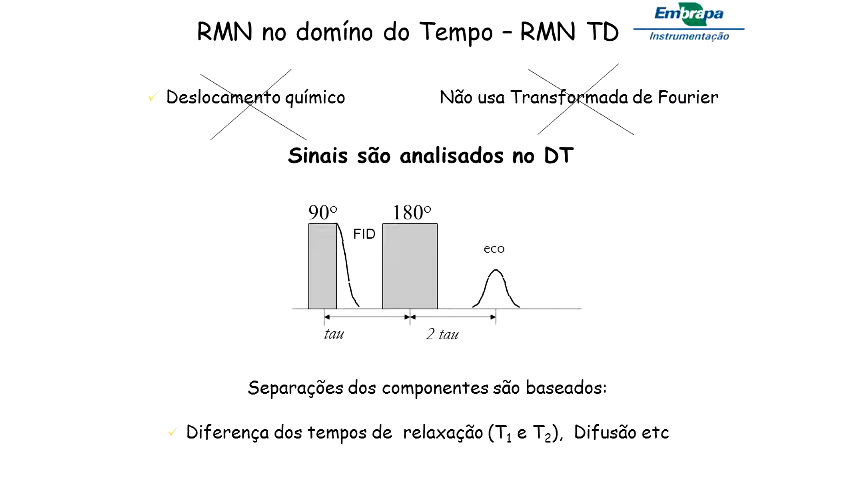 RMN no domíno do Tempo – RMN TD
Embrapa
Instrumentação
✓ Deslocamento químico
Não usa Transformada de Fourier
Sinais são analisados no DT
90º
180º
FID
eco
tau
2 tau
Separações dos componentes são baseados:
✓ Diferença dos tempos de relaxação (T₁ e T₂), Difusão etc